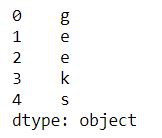 0    g
1    e
2    e
3    k
4    s
dtype: object